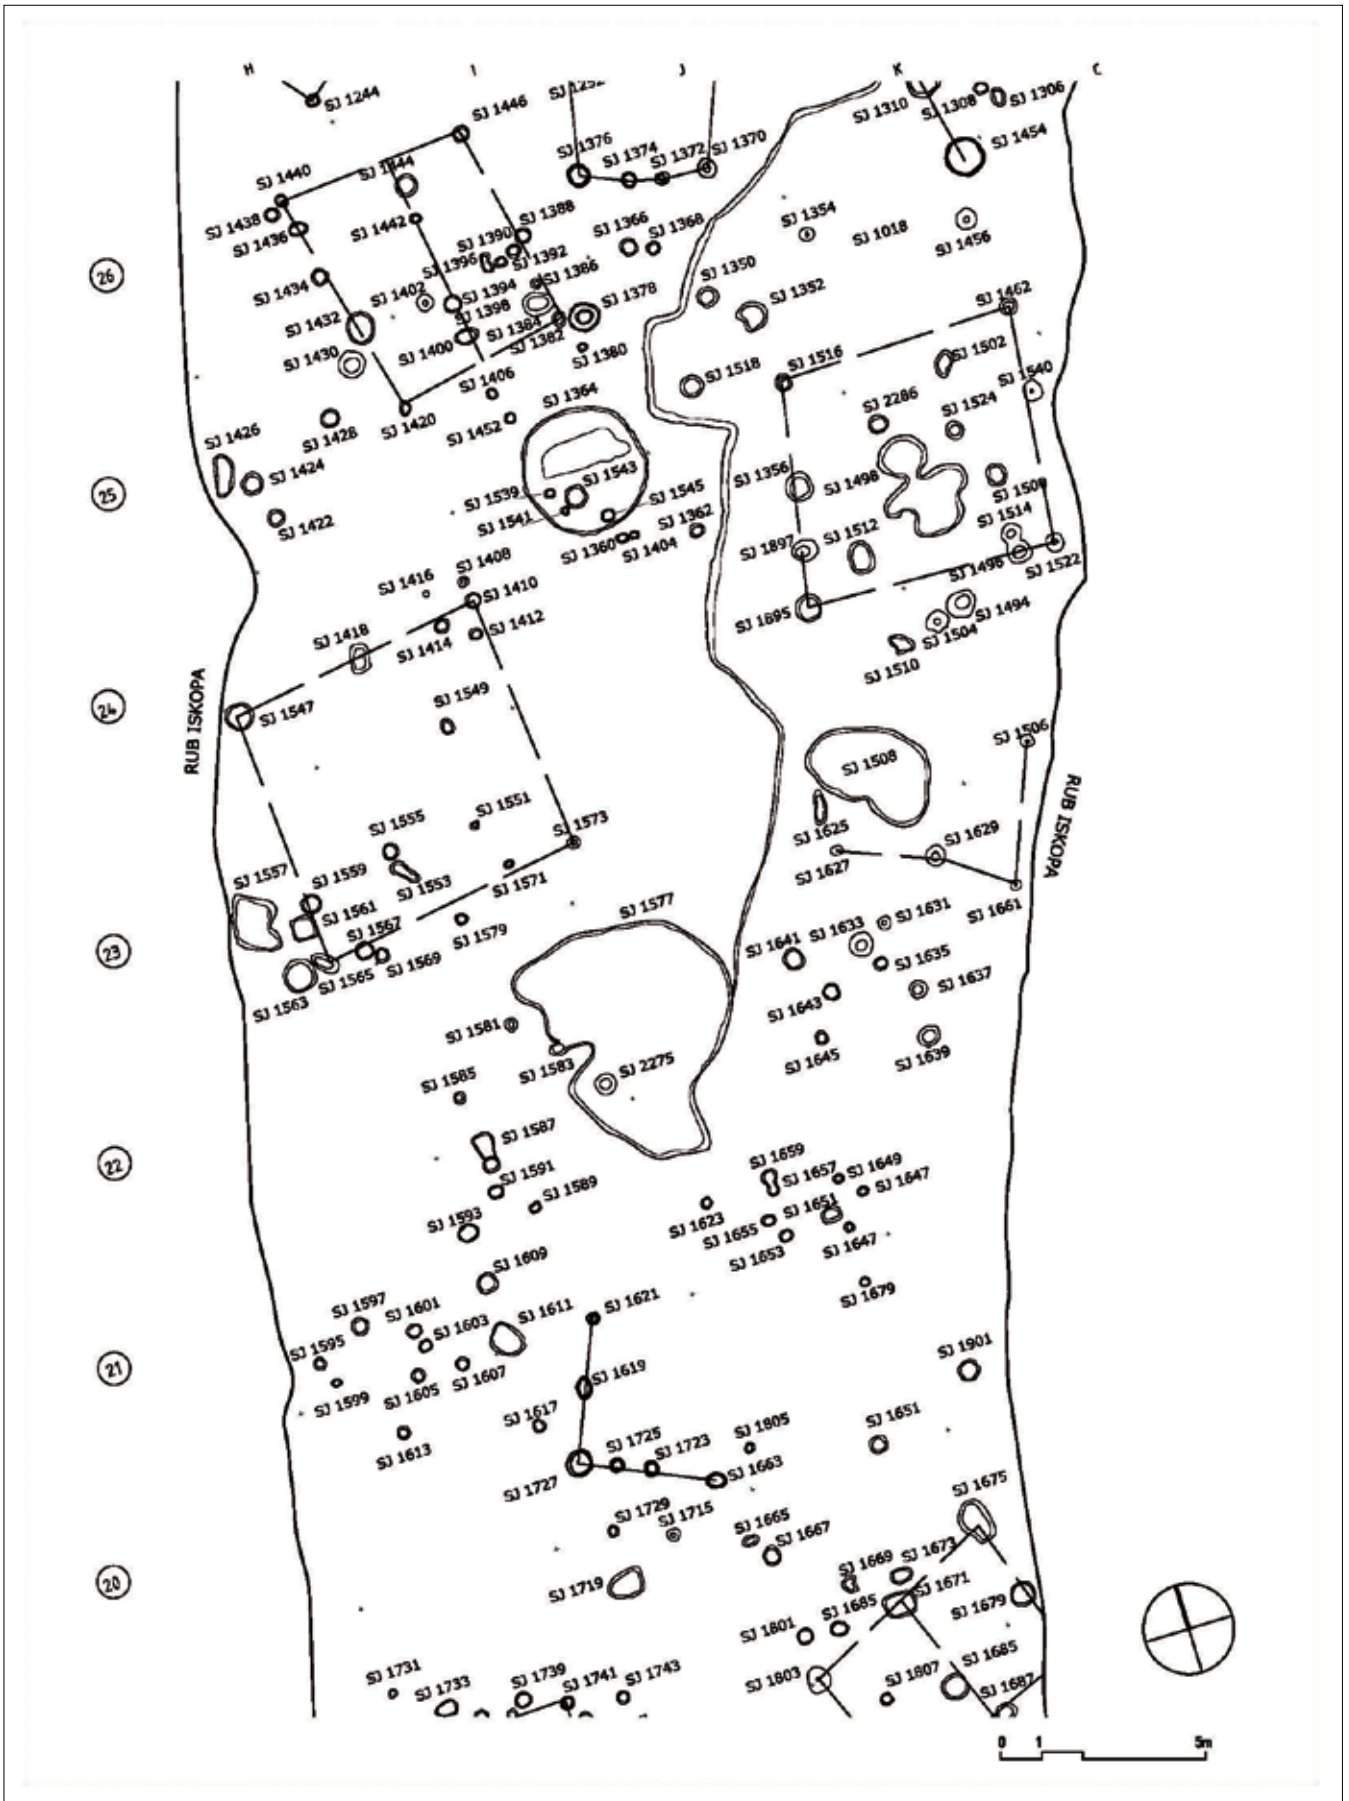 H I J K C
SJ 1244
SJ 1446
SJ 1252
SJ 1310
SJ 1308
SJ 1306
SJ 1376
SJ 1374
SJ 1372
SJ 1370
SJ 1454
SJ 1440
SJ 1444
SJ 1438
SJ 1436
SJ 1442
SJ 1390
SJ 1388
SJ 1366
SJ 1368
SJ 1354
SJ 1018
SJ 1456
26
SJ 1396
SJ 1392
SJ 1386
SJ 1434
SJ 1402
SJ 1394
SJ 1398
SJ 1378
SJ 1350
SJ 1352
SJ 1462
SJ 1432
SJ 1430
SJ 1400
SJ 1384
SJ 1382
SJ 1380
SJ 1518
SJ 1516
SJ 1502
SJ 1540
SJ 1406
SJ 1364
SJ 1426
SJ 1428
SJ 1420
SJ 1452
SJ 2286
SJ 1524
SJ 1424
25
SJ 1539
SJ 1543
SJ 1541
SJ 1545
SJ 1356
SJ 1498
SJ 1500
SJ 1422
SJ 1360
SJ 1404
SJ 1362
SJ 1897
SJ 1512
SJ 1514
SJ 1416
SJ 1408
SJ 1410
SJ 1496
SJ 1522
SJ 1418
SJ 1414
SJ 1412
SJ 1895
SJ 1494
SJ 1504
SJ 1510
RUB ISKOPA
24
SJ 1547
SJ 1549
SJ 1506
SJ 1508
RUB ISKOPA
SJ 1555
SJ 1551
SJ 1573
SJ 1625
SJ 1627
SJ 1629
SJ 1557
SJ 1559
SJ 1553
SJ 1571
SJ 1661
SJ 1561
SJ 1567
SJ 1577
23
SJ 1579
SJ 1641
SJ 1633
SJ 1631
SJ 1563
SJ 1565
SJ 1569
SJ 1635
SJ 1643
SJ 1637
SJ 1581
SJ 1583
SJ 1645
SJ 1639
SJ 1585
SJ 2275
22
SJ 1587
SJ 1591
SJ 1589
SJ 1593
SJ 1659
SJ 1657
SJ 1649
SJ 1647
SJ 1623
SJ 1655
SJ 1651
SJ 1653
SJ 1647
SJ 1609
SJ 1679
SJ 1597
SJ 1601
SJ 1603
SJ 1611
SJ 1621
21
SJ 1595
SJ 1599
SJ 1605
SJ 1607
SJ 1619
SJ 1901
SJ 1613
SJ 1617
SJ 1725
SJ 1723
SJ 1805
SJ 1651
SJ 1727
SJ 1663
SJ 1675
SJ 1729
SJ 1715
SJ 1665
SJ 1667
20
SJ 1719
SJ 1669
SJ 1673
SJ 1671
SJ 1679
SJ 1801
SJ 1685
SJ 1803
SJ 1807
SJ 1685
SJ 1687
SJ 1731
SJ 1733
SJ 1739
SJ 1741
SJ 1743
0 1 5m